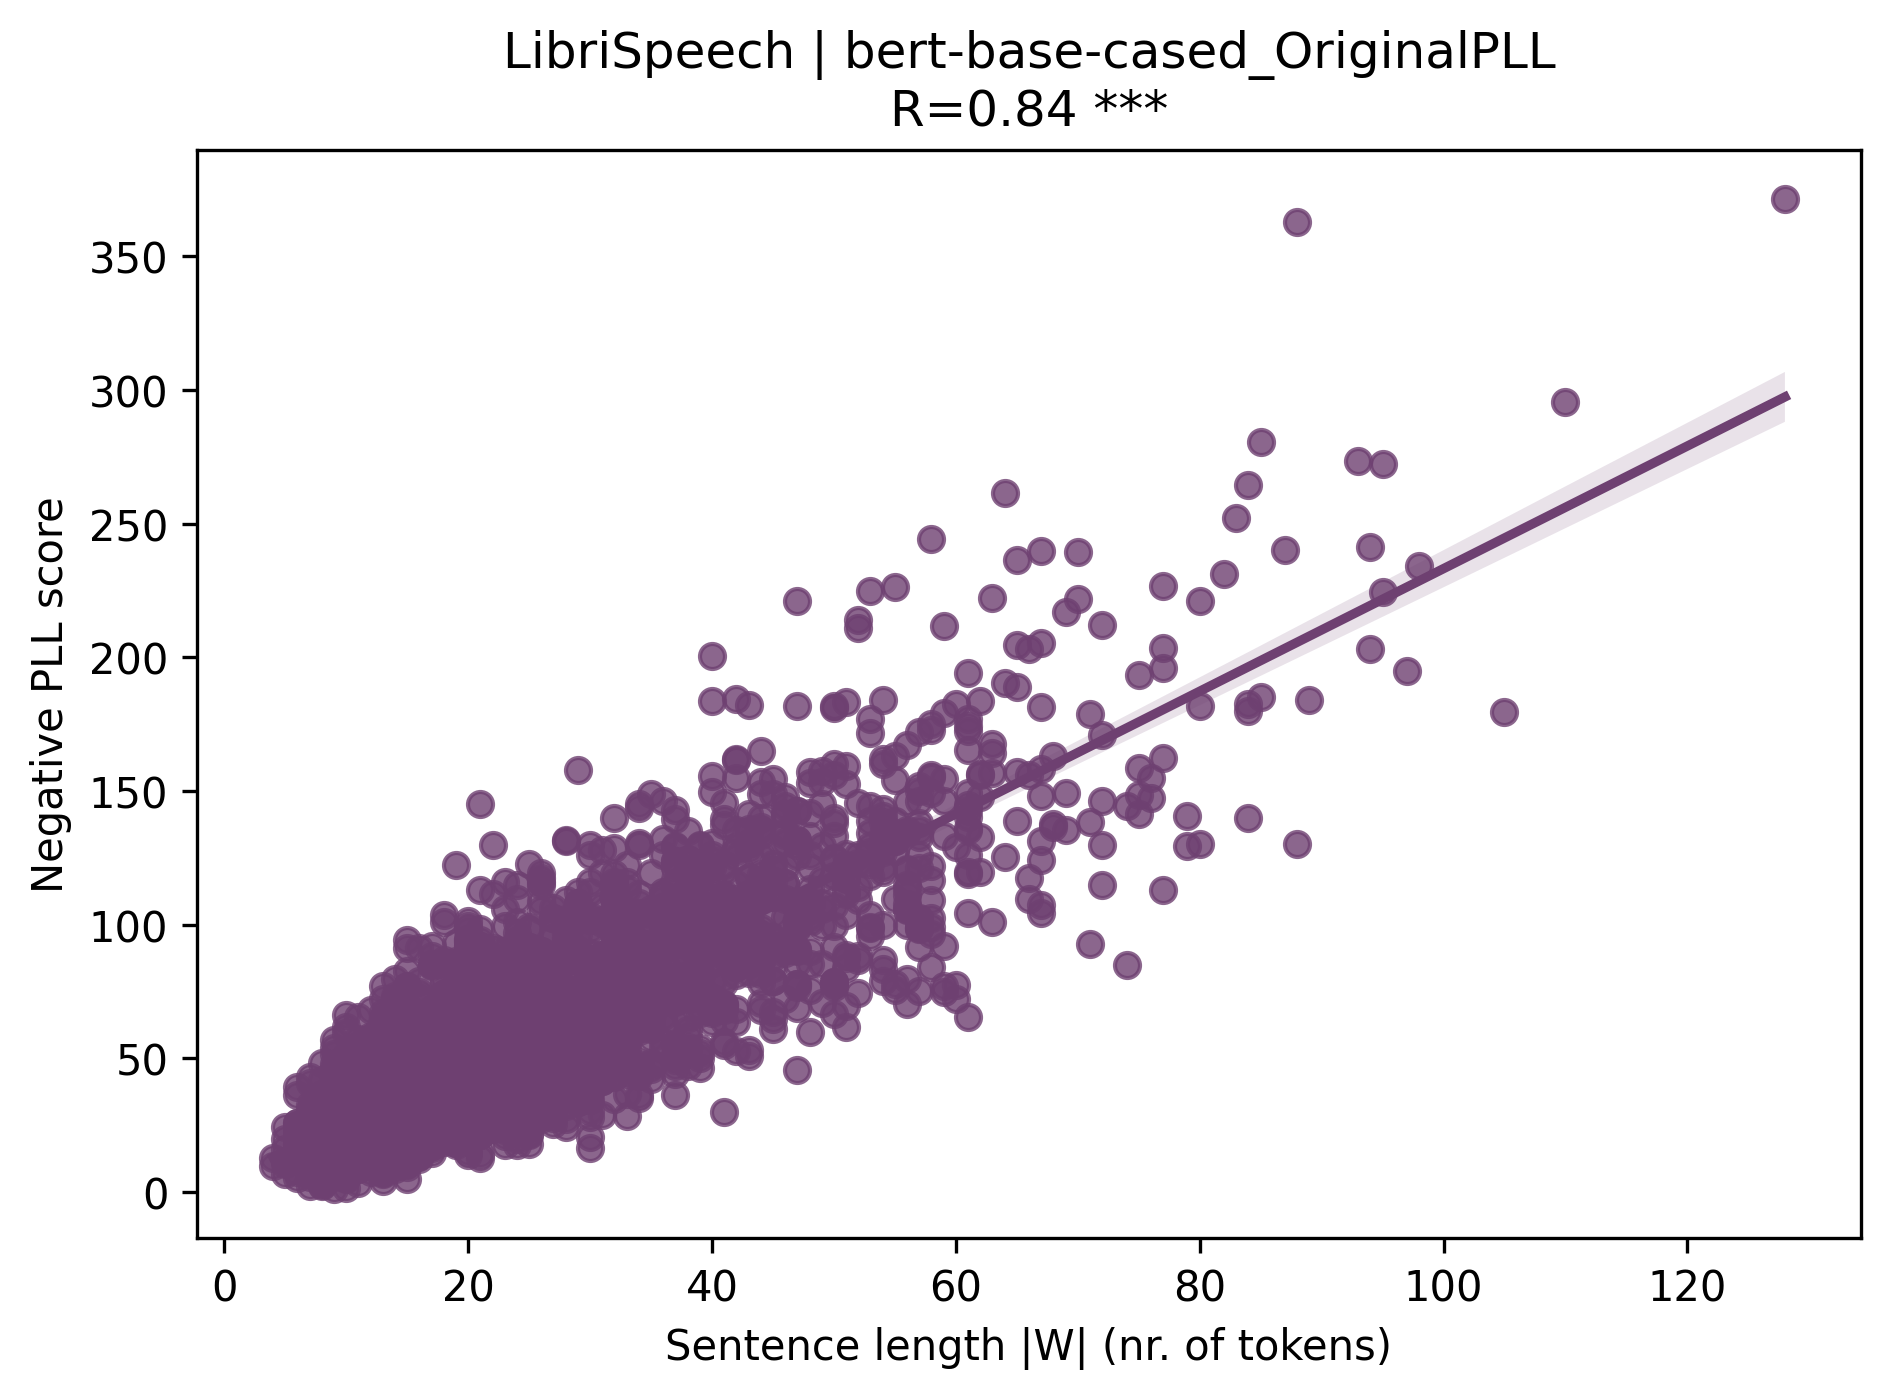 LibriSpeech | bert-base-cased_OriginalPLL
R=0.84 ***
Negative PLL score
350
300
250
200
150
100
50
0
0 20 40 60 80 100 120
Sentence length |W| (nr. of tokens)